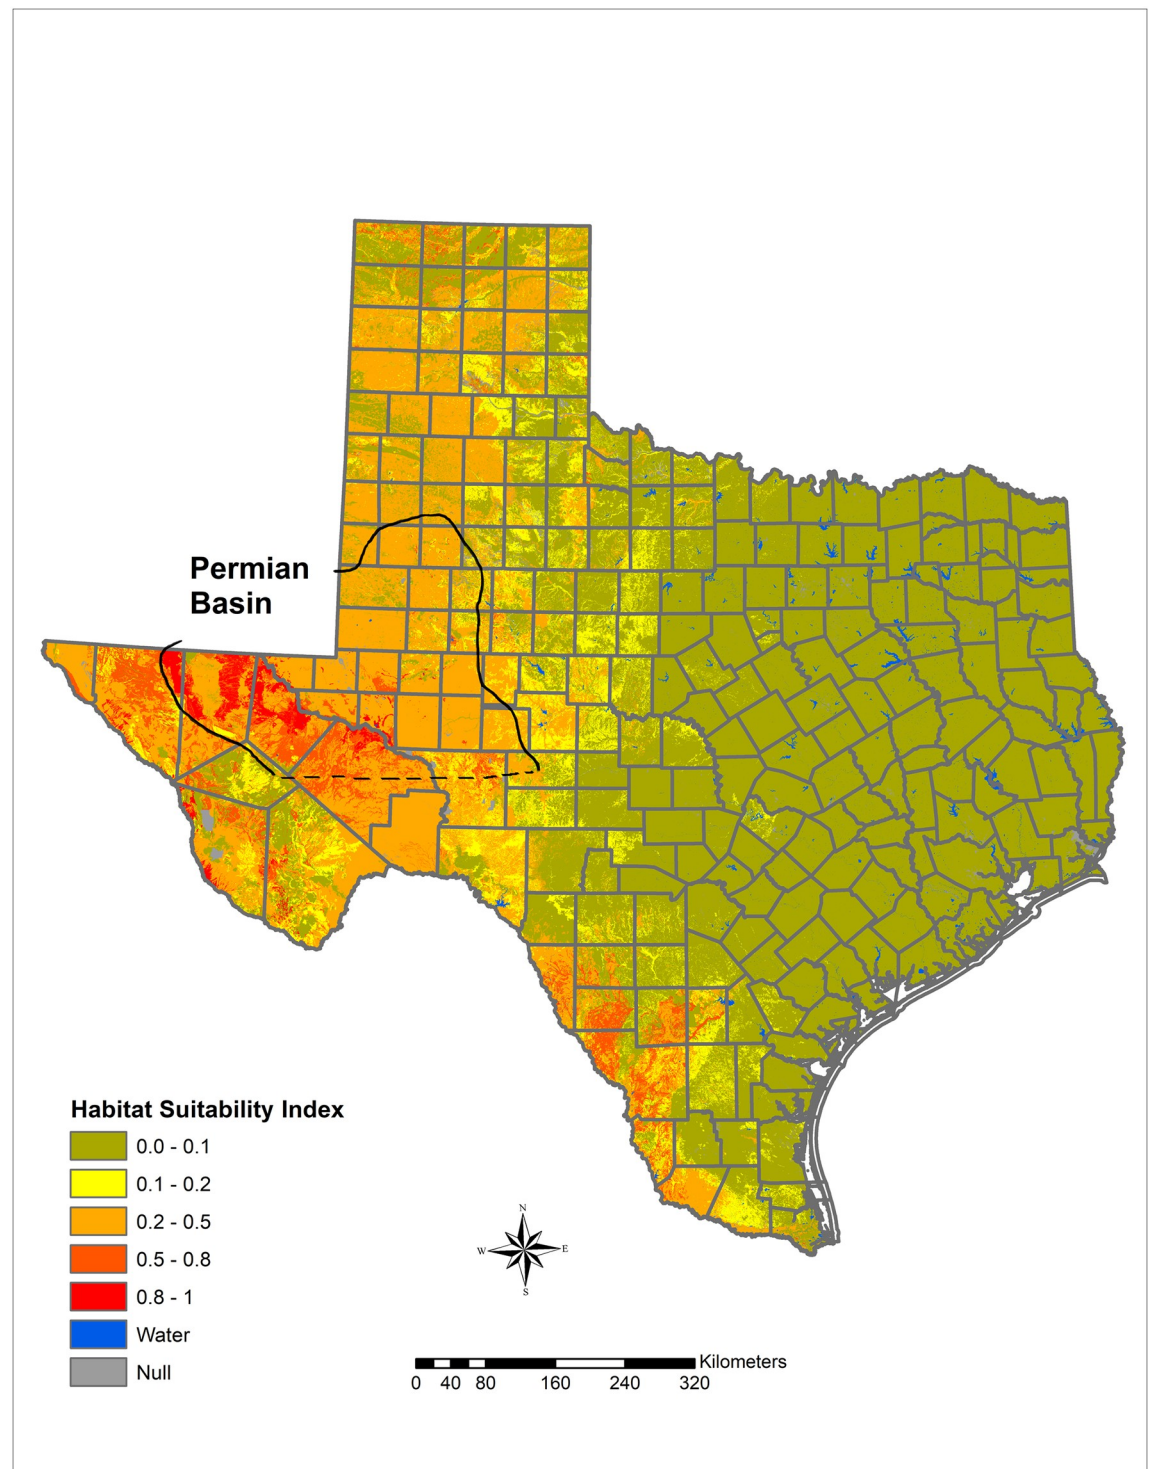 Permian
Basin
Habitat Suitability Index
0.0 - 0.1
0.1 - 0.2
0.2 - 0.5
0.5 - 0.8
0.8 - 1
Water
Null
N
W E
S
Kilometers
0 40 80 160 240 320